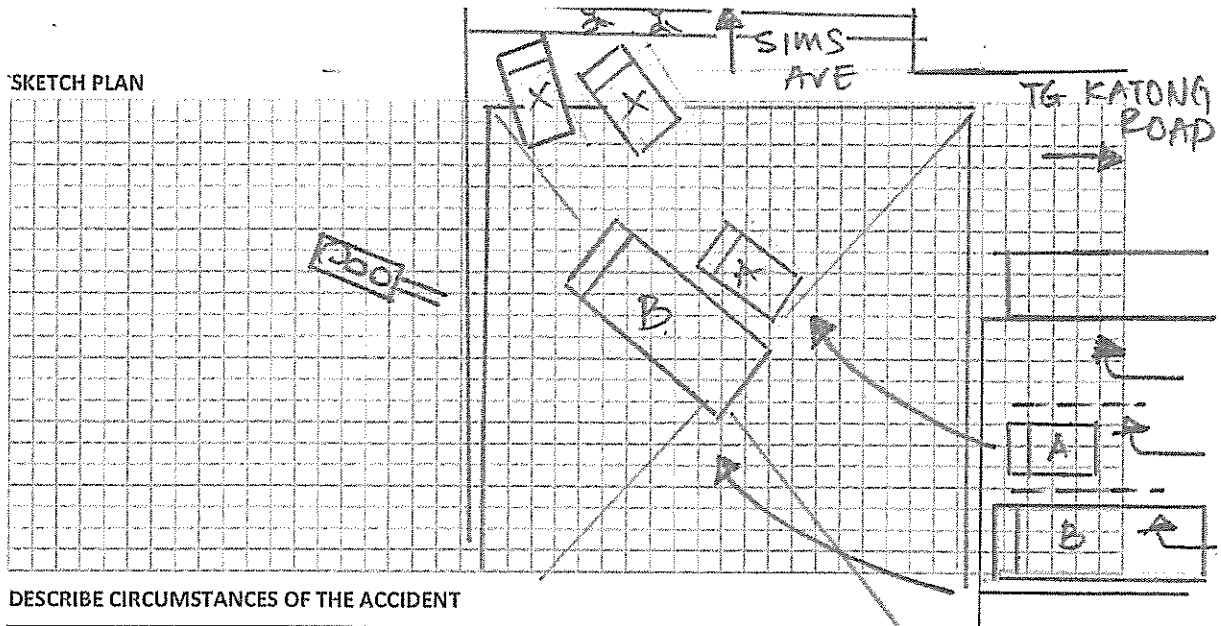 SIMS
AVE
SKETCH PLAN
TG KATONG
ROAD
X X
X
B
A
B
DESCRIBE CIRCUMSTANCES OF THE ACCIDENT